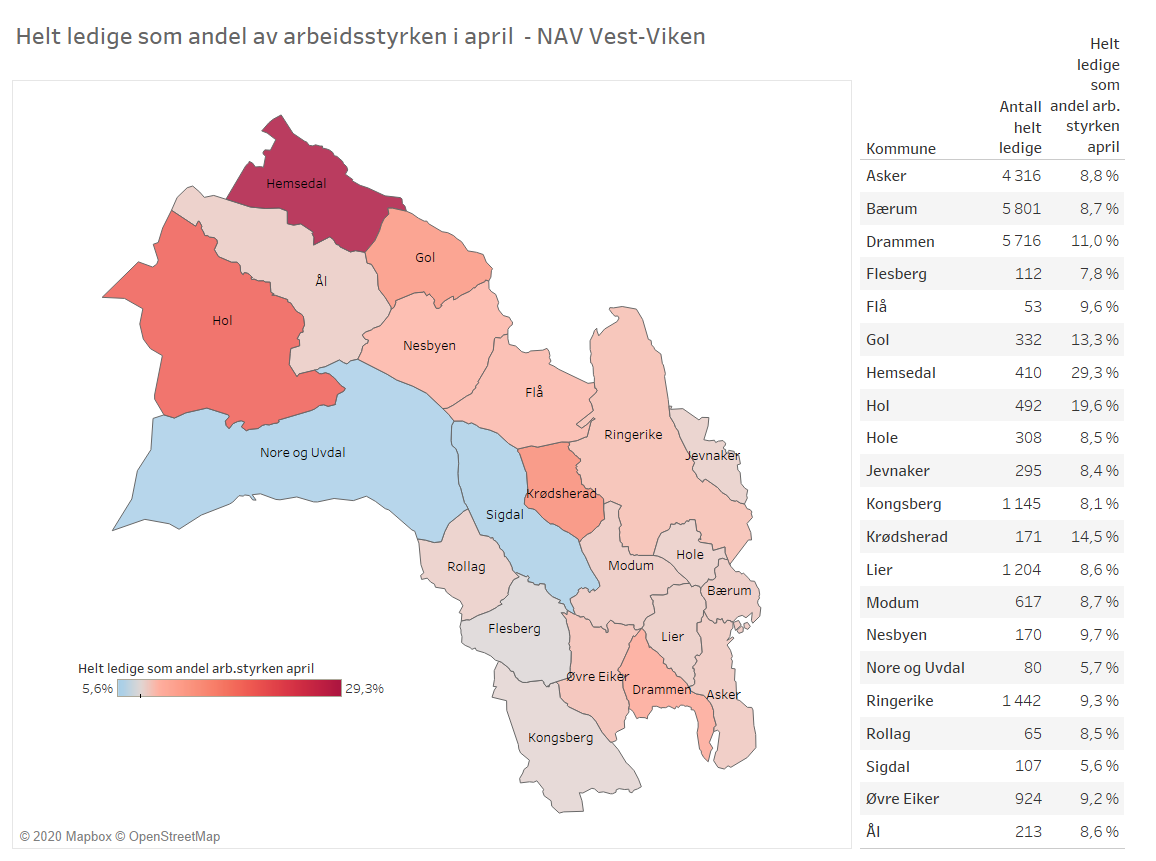 Helt ledige som andel av arbeidsstyrken i april - NAV Vest-Viken
Hemsedal
Gol
Ål
Hol
Nesbyen
Flå
Ringerike
Nore og Uvdal
Jevnaker
Krødsherad
Sigdal
Hole
Rollag
Modum
Bærum
Flesberg
Lier
Øvre Eiker
Drammen
Asker
Kongsberg
Helt ledige som andel arb.styrken april
5,6% 29,3%
© 2020 Mapbox © OpenStreetMap
Helt
ledige
som
Antall andel arb.
helt styrken
Kommune ledige april
Asker 4 316 8,8 %
Bærum 5 801 8,7 %
Drammen 5 716 11,0 %
Flesberg 112 7,8 %
Flå 53 9,6 %
Gol 332 13,3 %
Hemsedal 410 29,3 %
Hol 492 19,6 %
Hole 308 8,5 %
Jevnaker 295 8,4 %
Kongsberg 1 145 8,1 %
Krødsherad 171 14,5 %
Lier 1 204 8,6 %
Modum 617 8,7 %
Nesbyen 170 9,7 %
Nore og Uvdal 80 5,7 %
Ringerike 1 442 9,3 %
Rollag 65 8,5 %
Sigdal 107 5,6 %
Øvre Eiker 924 9,2 %
Ål 213 8,6 %